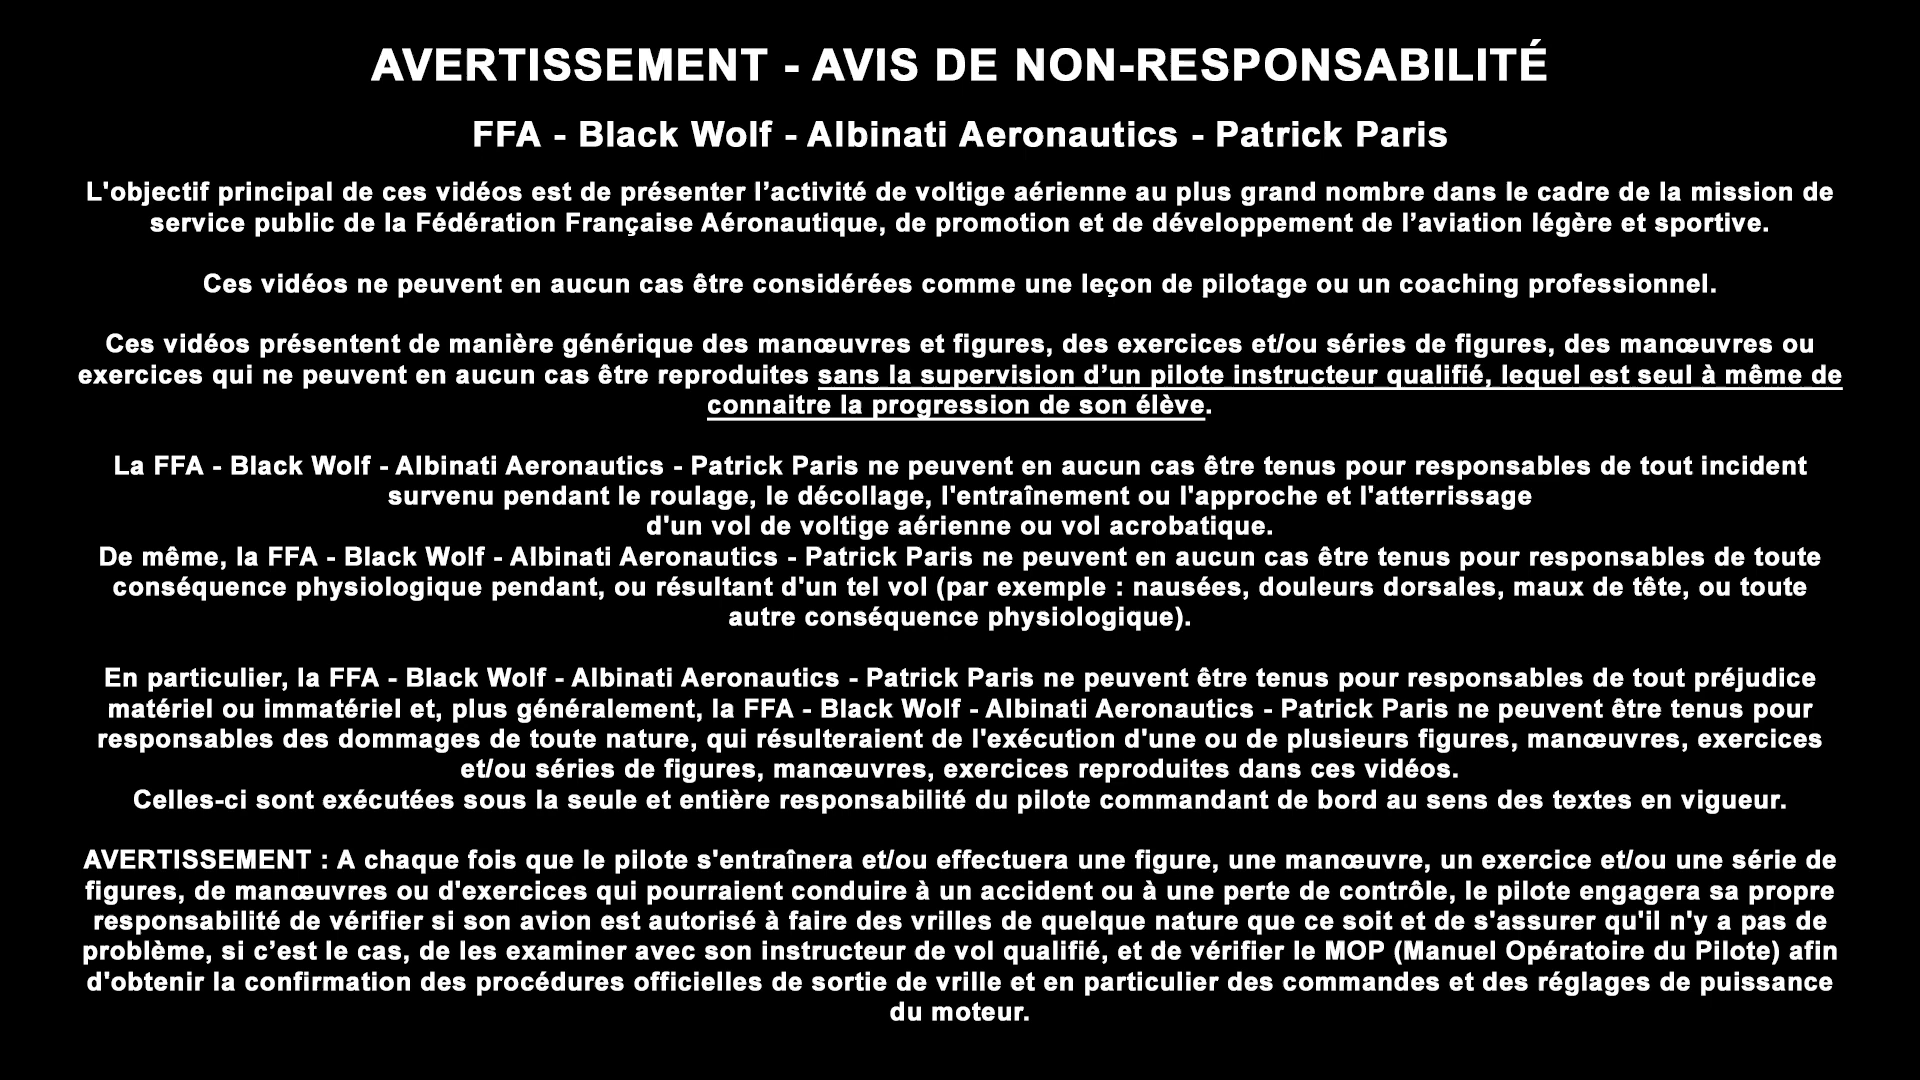 AVERTISSEMENT - AVIS DE NON-RESPONSABILITÉ
FFA - Black Wolf - Albinati Aeronautics - Patrick Paris
L'objectif principal de ces vidéos est de présenter l’activité de voltige aérienne au plus grand nombre dans le cadre de la mission de
service public de la Fédération Française Aéronautique, de promotion et de développement de l’aviation légère et sportive.
Ces vidéos ne peuvent en aucun cas être considérées comme une leçon de pilotage ou un coaching professionnel.
Ces vidéos présentent de manière générique des manœuvres et figures, des exercices et/ou séries de figures, des manœuvres ou
exercices qui ne peuvent en aucun cas être reproduites sans la supervision d’un pilote instructeur qualifié, lequel est seul à même de
connaitre la progression de son élève.
La FFA - Black Wolf - Albinati Aeronautics - Patrick Paris ne peuvent en aucun cas être tenus pour responsables de tout incident
survenu pendant le roulage, le décollage, l'entraînement ou l'approche et l'atterrissage
d'un vol de voltige aérienne ou vol acrobatique.
De même, la FFA - Black Wolf - Albinati Aeronautics - Patrick Paris ne peuvent en aucun cas être tenus pour responsables de toute
conséquence physiologique pendant, ou résultant d'un tel vol (par exemple : nausées, douleurs dorsales, maux de tête, ou toute
autre conséquence physiologique).
En particulier, la FFA - Black Wolf - Albinati Aeronautics - Patrick Paris ne peuvent être tenus pour responsables de tout préjudice
matériel ou immatériel et, plus généralement, la FFA - Black Wolf - Albinati Aeronautics - Patrick Paris ne peuvent être tenus pour
responsables des dommages de toute nature, qui résulteraient de l'exécution d'une ou de plusieurs figures, manœuvres, exercices
et/ou séries de figures, manœuvres, exercices reproduites dans ces vidéos.
Celles-ci sont exécutées sous la seule et entière responsabilité du pilote commandant de bord au sens des textes en vigueur.
AVERTISSEMENT : A chaque fois que le pilote s'entraînera et/ou effectuera une figure, une manœuvre, un exercice et/ou une série de
figures, de manœuvres ou d'exercices qui pourraient conduire à un accident ou à une perte de contrôle, le pilote engagera sa propre
responsabilité de vérifier si son avion est autorisé à faire des vrilles de quelque nature que ce soit et de s'assurer qu'il n'y a pas de
problème, si c’est le cas, de les examiner avec son instructeur de vol qualifié, et de vérifier le MOP (Manuel Opératoire du Pilote) afin
d'obtenir la confirmation des procédures officielles de sortie de vrille et en particulier des commandes et des réglages de puissance
du moteur.